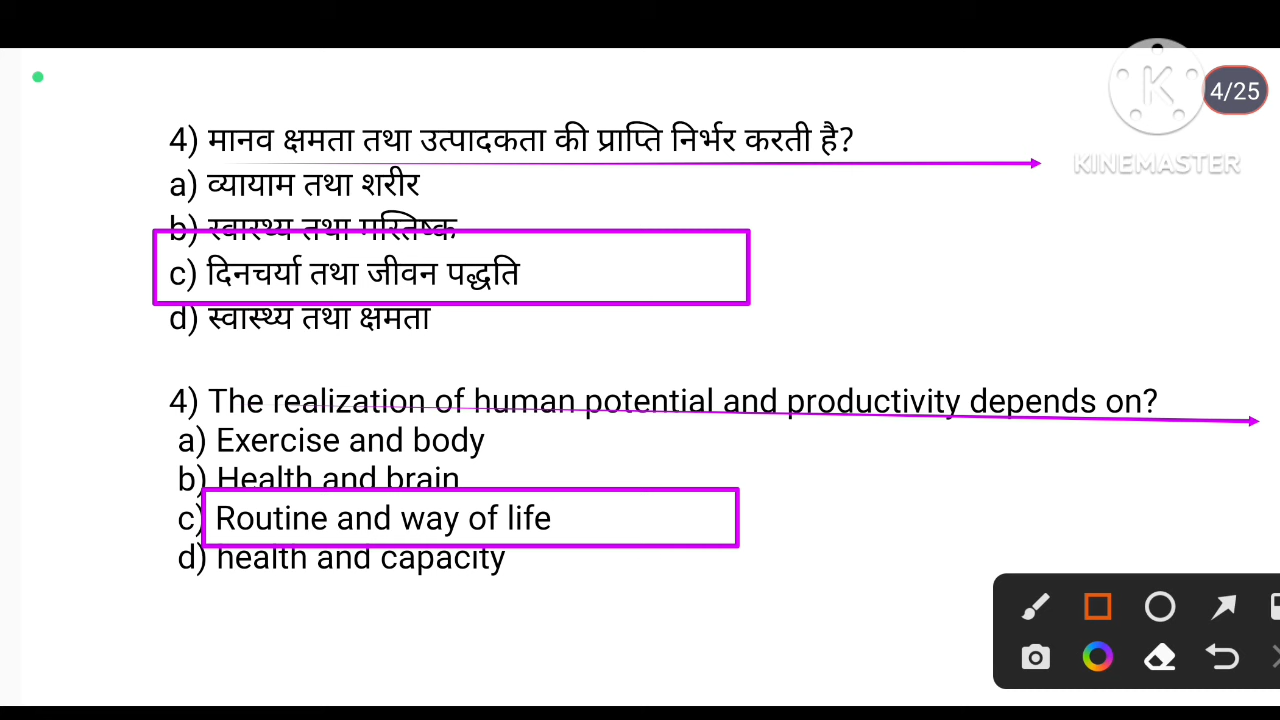 4/25
KINEMASTER
4) मानव क्षमता तथा उत्पादकता की प्राप्ति निर्भर करती है?
a) व्यायाम तथा शरीर
b) स्वास्थ्य तथा मस्तिष्क
c) दिनचर्या तथा जीवन पद्धति
d) स्वास्थ्य तथा क्षमता
4) The realization of human potential and productivity depends on?
a) Exercise and body
b) Health and brain
c) Routine and way of life
d) health and capacity